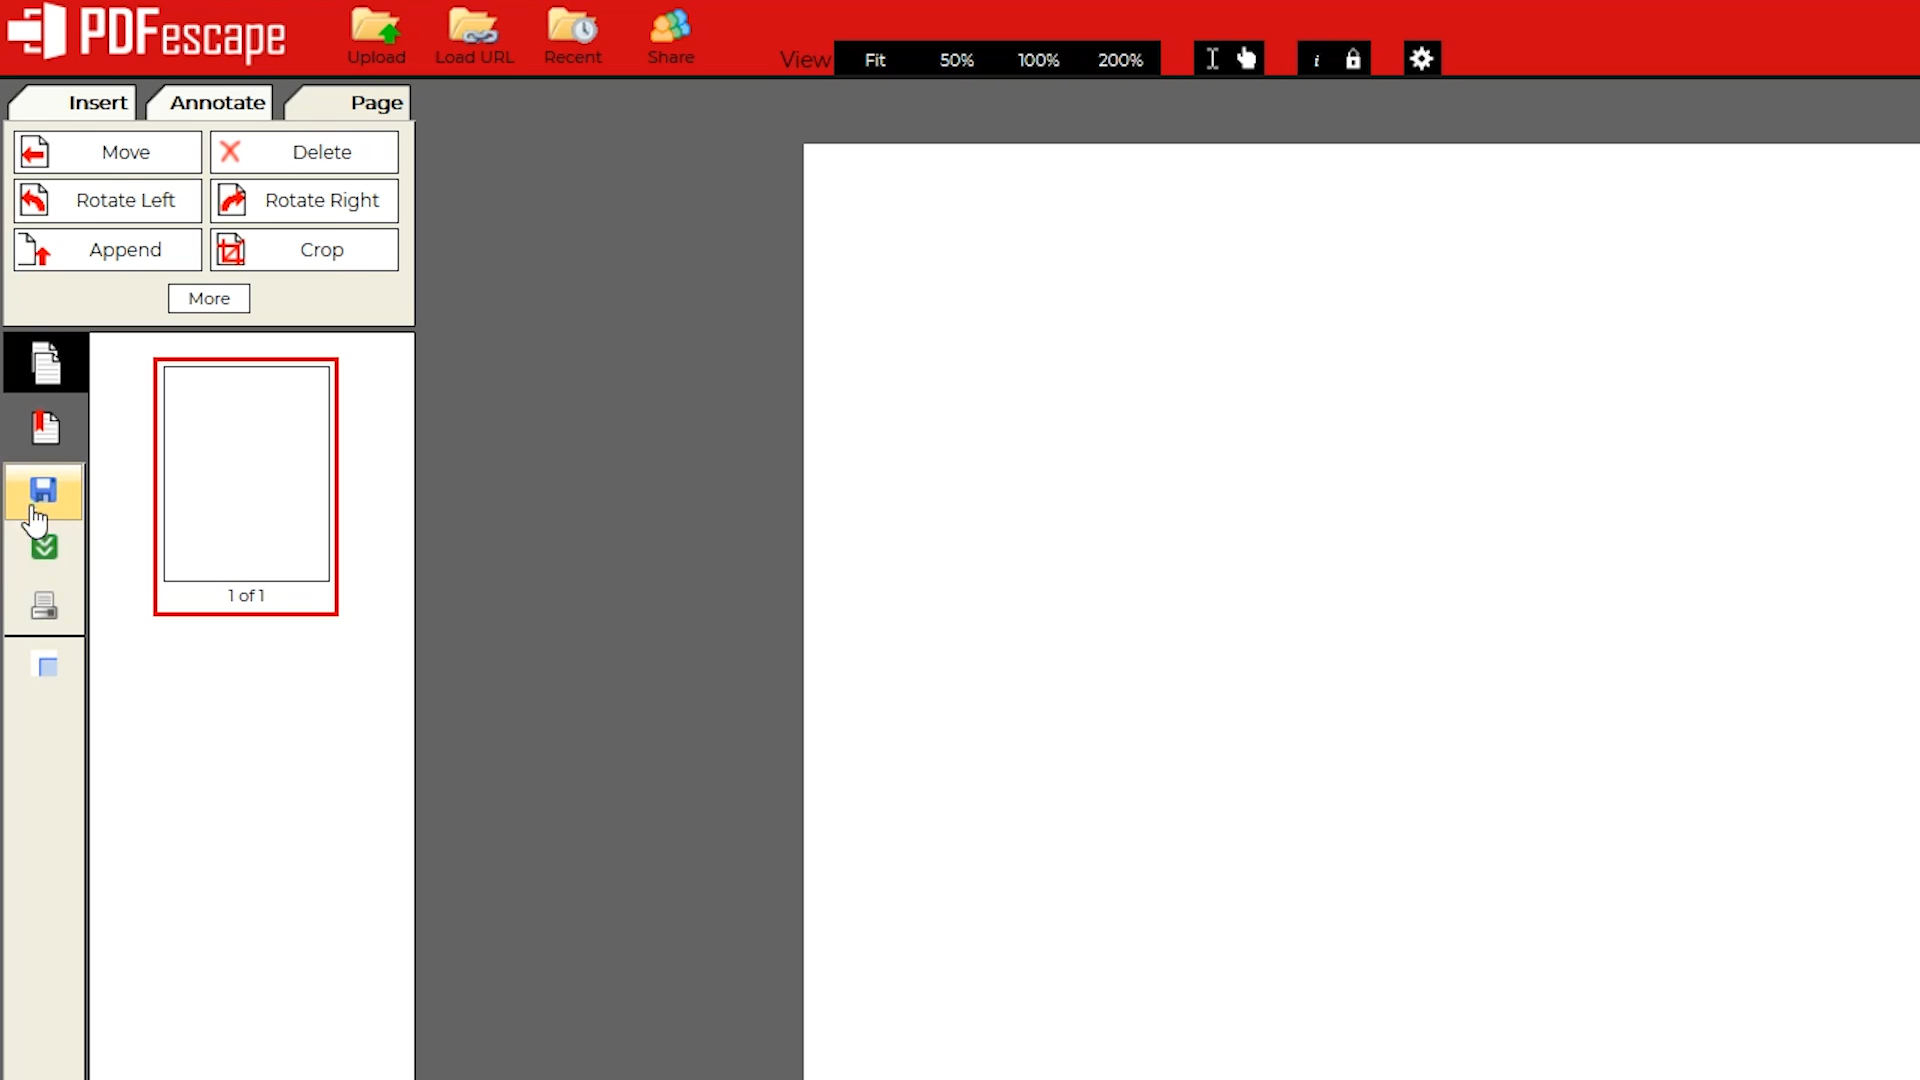 PDFescape
Upload
Load URL
Recent
Share
View
Fit
50%
100%
200%
i
Insert
Annotate
Page
Move
Delete
Rotate Left
Rotate Right
Append
Crop
More
1 of 1